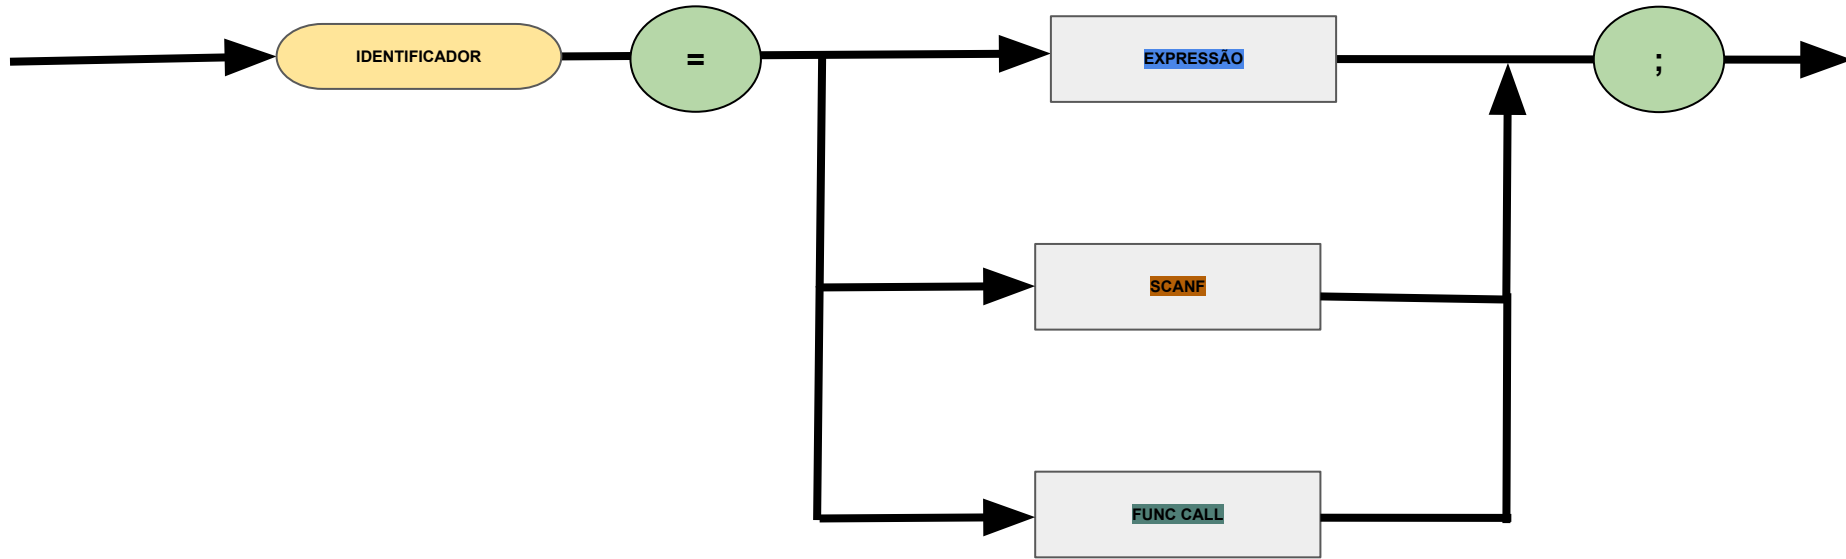 IDENTIFICADOR
=
EXPRESSÃO
;
SCANF
FUNC CALL